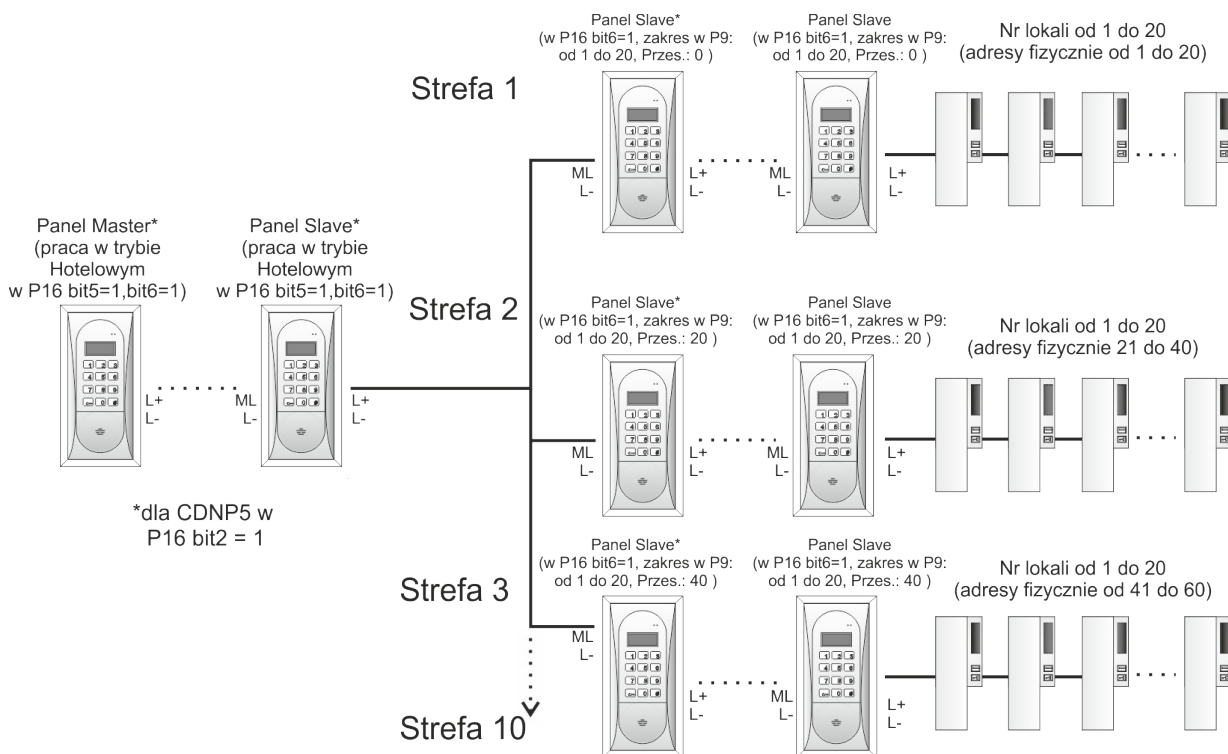 Panel Slave*
(w P16 bit6=1, zakres w P9:
od 1 do 20, Przes.: 0 )
Panel Slave
(w P16 bit6=1, zakres w P9:
od 1 do 20, Przes.: 0 )
Nr lokali od 1 do 20
(adresy fizycznie od 1 do 20)
Strefa 1
ML
L-
L+
L-
ML
L-
L+
L-
Panel Master*
(praca w trybie
Hotelowym
w P16 bit5=1,bit6=1)
Panel Slave*
(praca w trybie
Hotelowym
w P16 bit5=1,bit6=1)
L+
L-
ML
L-
L+
L-
*dla CDNP5 w
P16 bit2 = 1
Strefa 2
Panel Slave*
(w P16 bit6=1, zakres w P9:
od 1 do 20, Przes.: 20 )
Panel Slave
(w P16 bit6=1, zakres w P9:
od 1 do 20, Przes.: 20 )
Nr lokali od 1 do 20
(adresy fizycznie 21 do 40)
ML
L-
L+
L-
ML
L-
L+
L-
Strefa 3
Panel Slave*
(w P16 bit6=1, zakres w P9:
od 1 do 20, Przes.: 40 )
Panel Slave
(w P16 bit6=1, zakres w P9:
od 1 do 20, Przes.: 40 )
Nr lokali od 1 do 20
(adresy fizycznie od 41 do 60)
ML
L-
L+
L-
ML
L-
L+
L-
Strefa 10